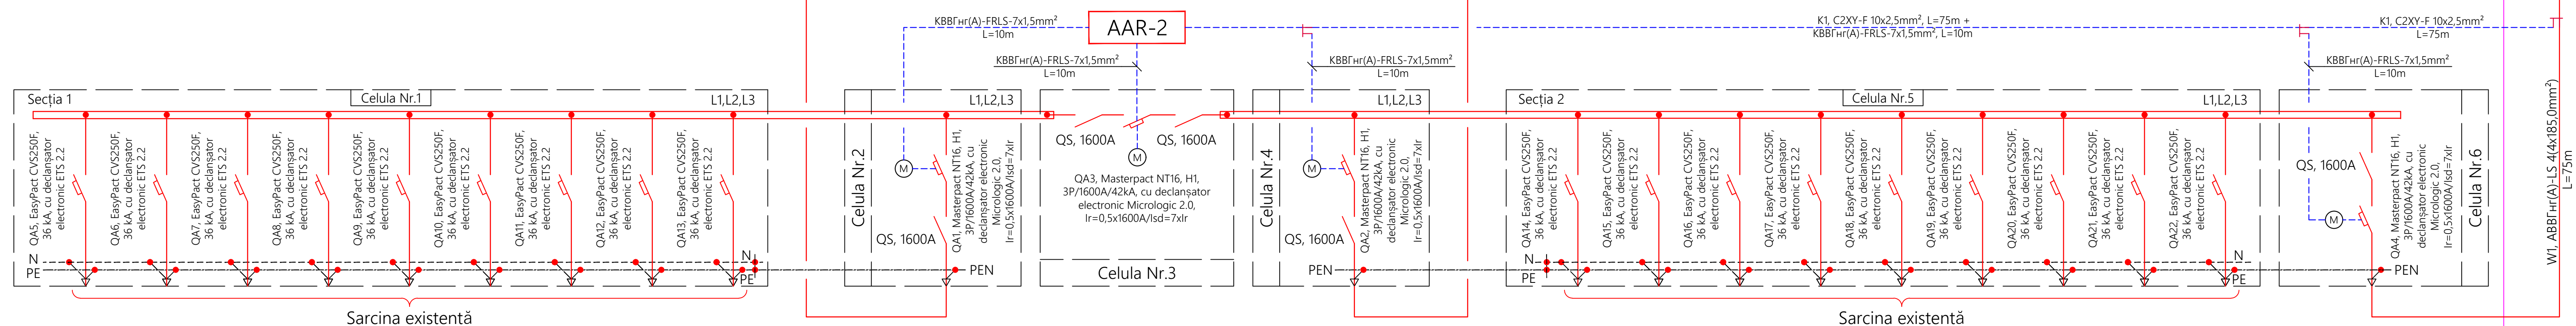 КВВГнг(A)-FRLS-7x1,5mm²
L=10m
AAR-2
K1, C2XY-F 10x2,5mm², L=75m +
КВВГнг(A)-FRLS-7x1,5mm², L=10m
K1, C2XY-F 10x2,5mm²
L=75m
КВВГнг(A)-FRLS-7x1,5mm²
L=10m
КВВГнг(A)-FRLS-7x1,5mm²
L=10m
КВВГнг(A)-FRLS-7x1,5mm²
L=10m
W1, АВВГнг(A)-LS 4(4x185,0mm²)
L=75m
Secția 1
Celula Nr.1
L1,L2,L3
QA5, EasyPact CVS250F,
36 kA, cu declanșator
electronic ETS 2.2
QA6, EasyPact CVS250F,
36 kA, cu declanșator
electronic ETS 2.2
QA7, EasyPact CVS250F,
36 kA, cu declanșator
electronic ETS 2.2
QA8, EasyPact CVS250F,
36 kA, cu declanșator
electronic ETS 2.2
QA9, EasyPact CVS250F,
36 kA, cu declanșator
electronic ETS 2.2
QA10, EasyPact CVS250F,
36 kA, cu declanșator
electronic ETS 2.2
QA11, EasyPact CVS250F,
36 kA, cu declanșator
electronic ETS 2.2
QA12, EasyPact CVS250F,
36 kA, cu declanșator
electronic ETS 2.2
QA13, EasyPact CVS250F,
36 kA, cu declanșator
electronic ETS 2.2
N
PE
N
PE
Sarcina existentă
Celula Nr.2
L1,L2,L3
M
QS, 1600A
QA1, Masterpact NT16, H1,
3P/1600A/42kA, cu
declanșator electronic
Micrologic 2.0,
Ir=0,5x1600A/Isd=7xIr
PEN
QS, 1600A
QS, 1600A
M
QA3, Masterpact NT16, H1,
3P/1600A/42kA, cu declanșator
electronic Micrologic 2.0,
Ir=0,5x1600A/Isd=7xIr
Celula Nr.3
Celula Nr.4
L1,L2,L3
M
QS, 1600A
QA2, Masterpact NT16, H1,
3P/1600A/42kA, cu
declanșator electronic
Micrologic 2.0,
Ir=0,5x1600A/Isd=7xIr
PEN
Secția 2
Celula Nr.5
L1,L2,L3
QA14, EasyPact CVS250F,
36 kA, cu declanșator
electronic ETS 2.2
QA15, EasyPact CVS250F,
36 kA, cu declanșator
electronic ETS 2.2
QA16, EasyPact CVS250F,
36 kA, cu declanșator
electronic ETS 2.2
QA17, EasyPact CVS250F,
36 kA, cu declanșator
electronic ETS 2.2
QA18, EasyPact CVS250F,
36 kA, cu declanșator
electronic ETS 2.2
QA19, EasyPact CVS250F,
36 kA, cu declanșator
electronic ETS 2.2
QA20, EasyPact CVS250F,
36 kA, cu declanșator
electronic ETS 2.2
QA21, EasyPact CVS250F,
36 kA, cu declanșator
electronic ETS 2.2
QA22, EasyPact CVS250F,
36 kA, cu declanșator
electronic ETS 2.2
N
PE
N
PE
Sarcina existentă
QS, 1600A
M
QA4, Masterpact NT16, H1,
3P/1600A/42kA, cu
declanșator electronic
Micrologic 2.0,
Ir=0,5x1600A/Isd=7xIr
PEN
Celula Nr.6